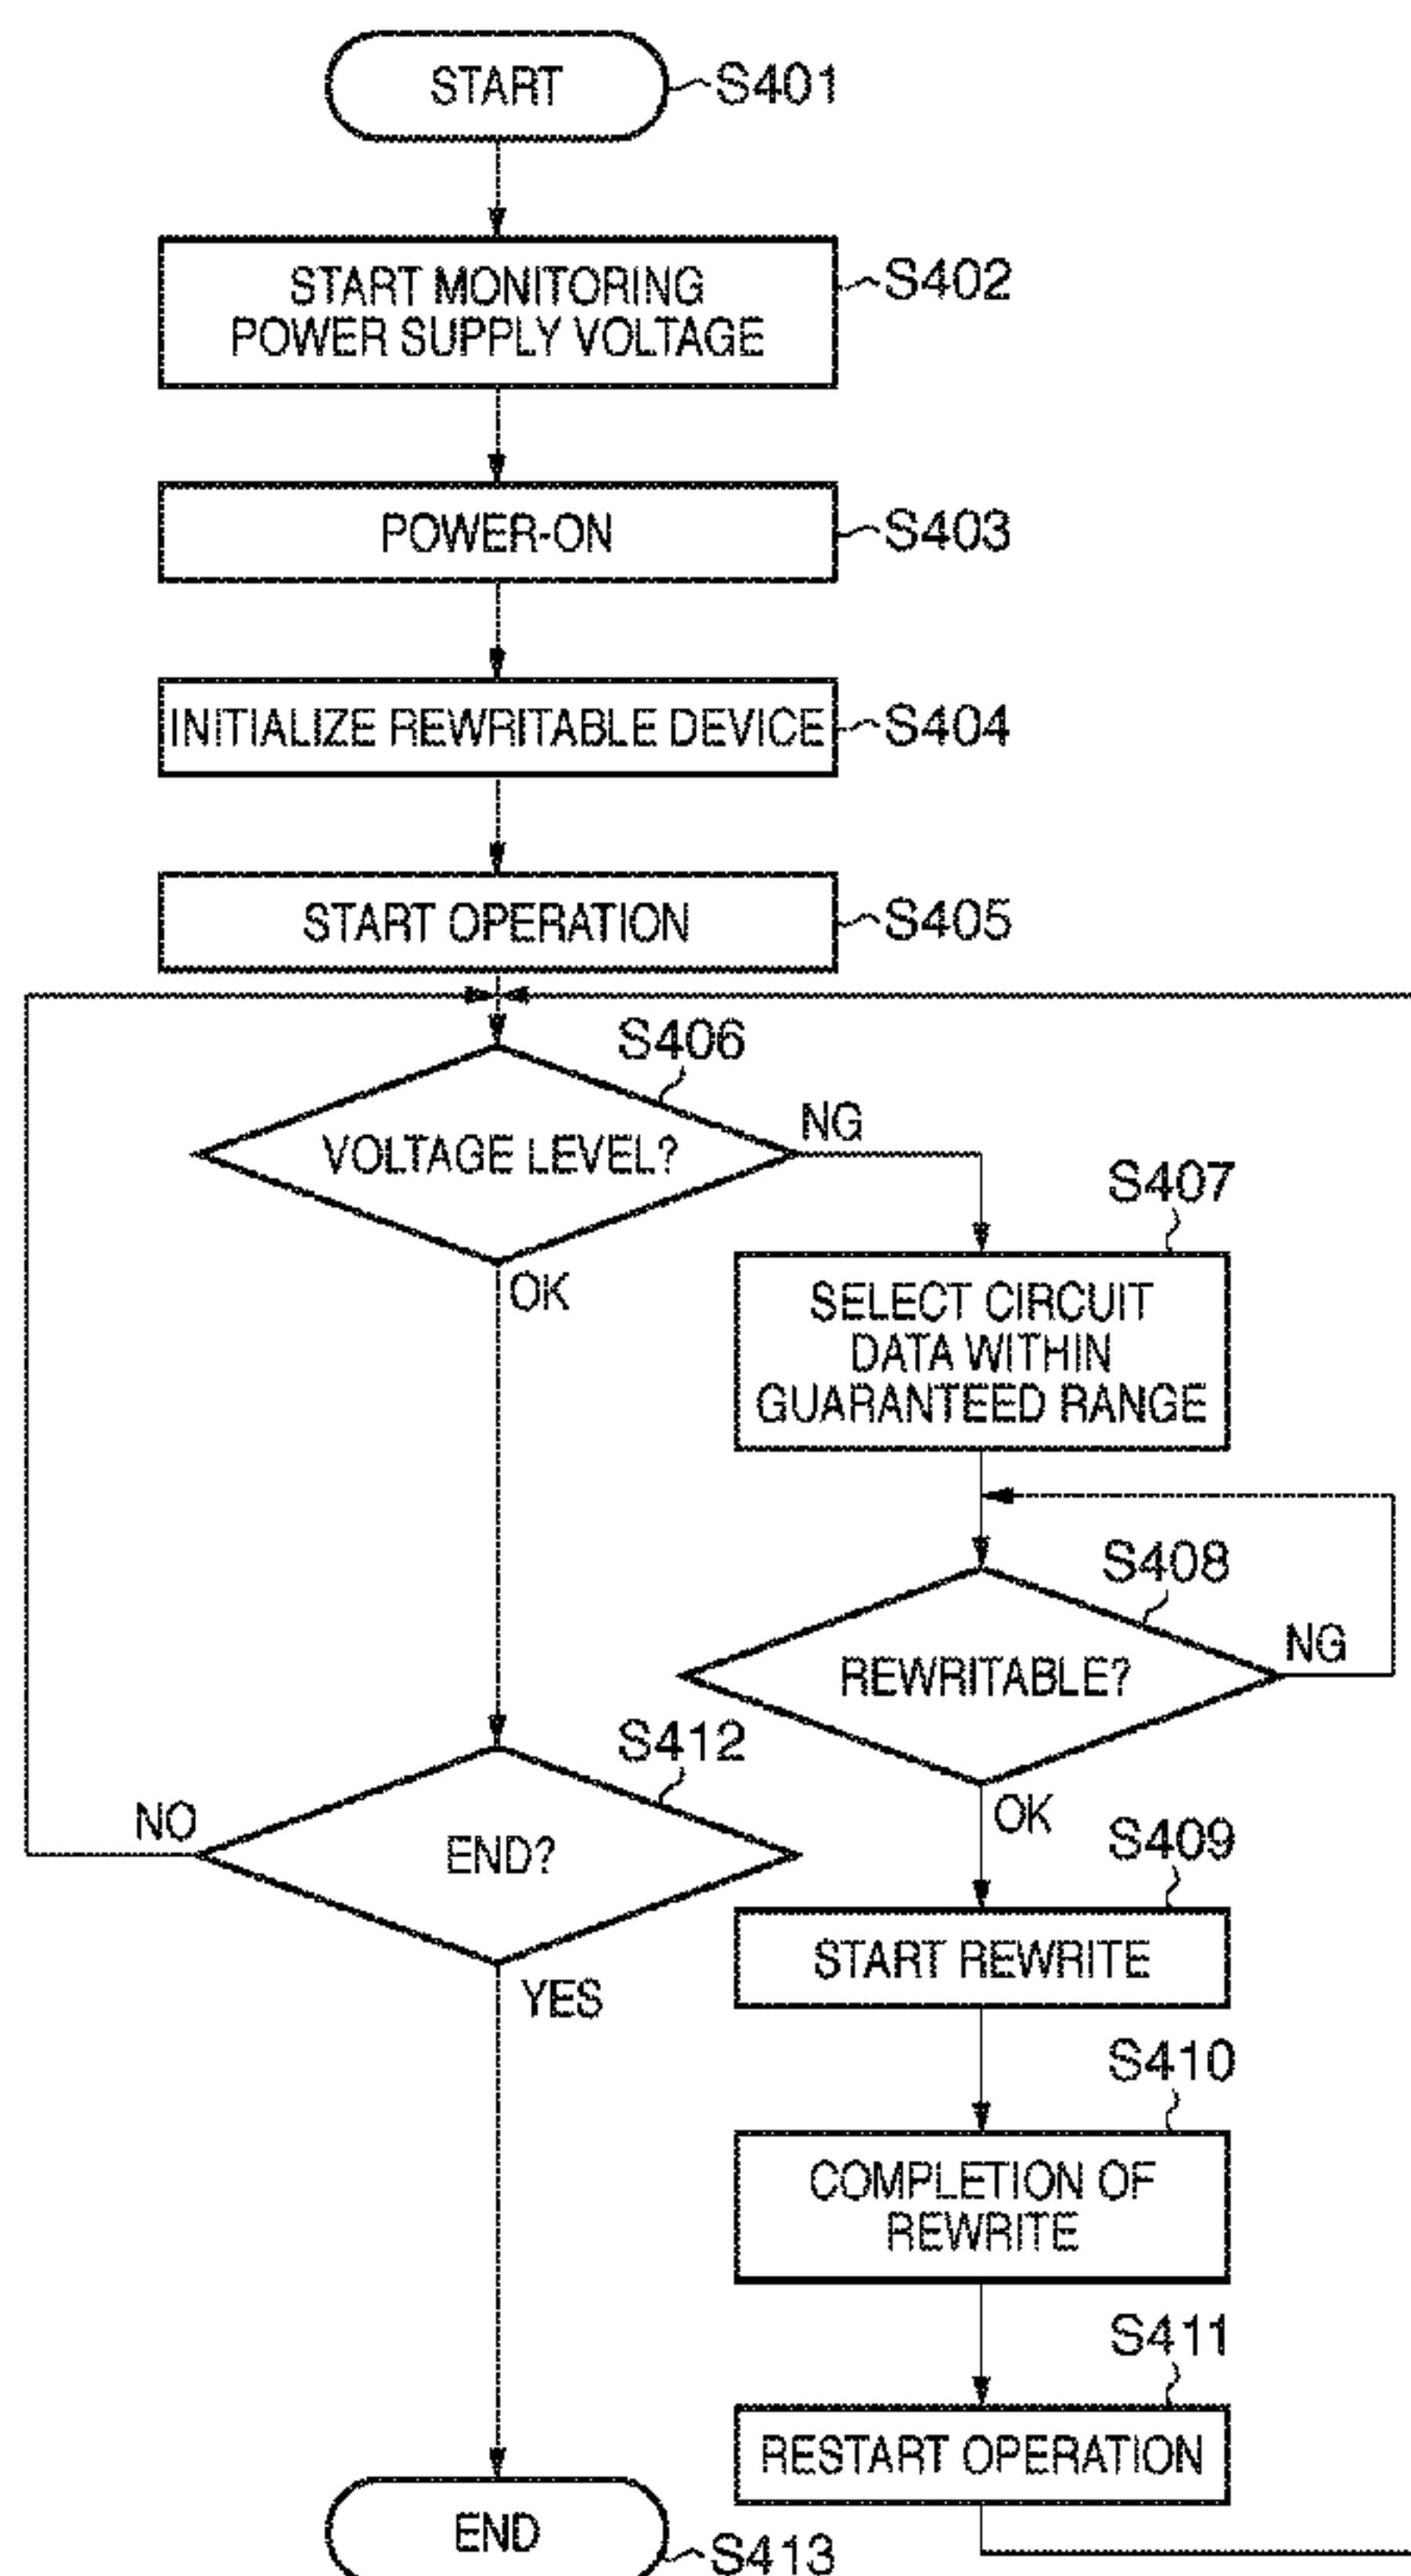 START
S401
START MONITORING
POWER SUPPLY VOLTAGE
S402
POWER-ON
S403
INITIALIZE REWRITABLE DEVICE
S404
START OPERATION
S405
S406
VOLTAGE LEVEL?
NG
OK
S407
SELECT CIRCUIT
DATA WITHIN
GUARANTEED RANGE
S408
REWRITABLE?
NG
OK
S412
END?
NO
YES
S409
START REWRITE
S410
COMPLETION OF
REWRITE
S411
RESTART OPERATION
END
S413